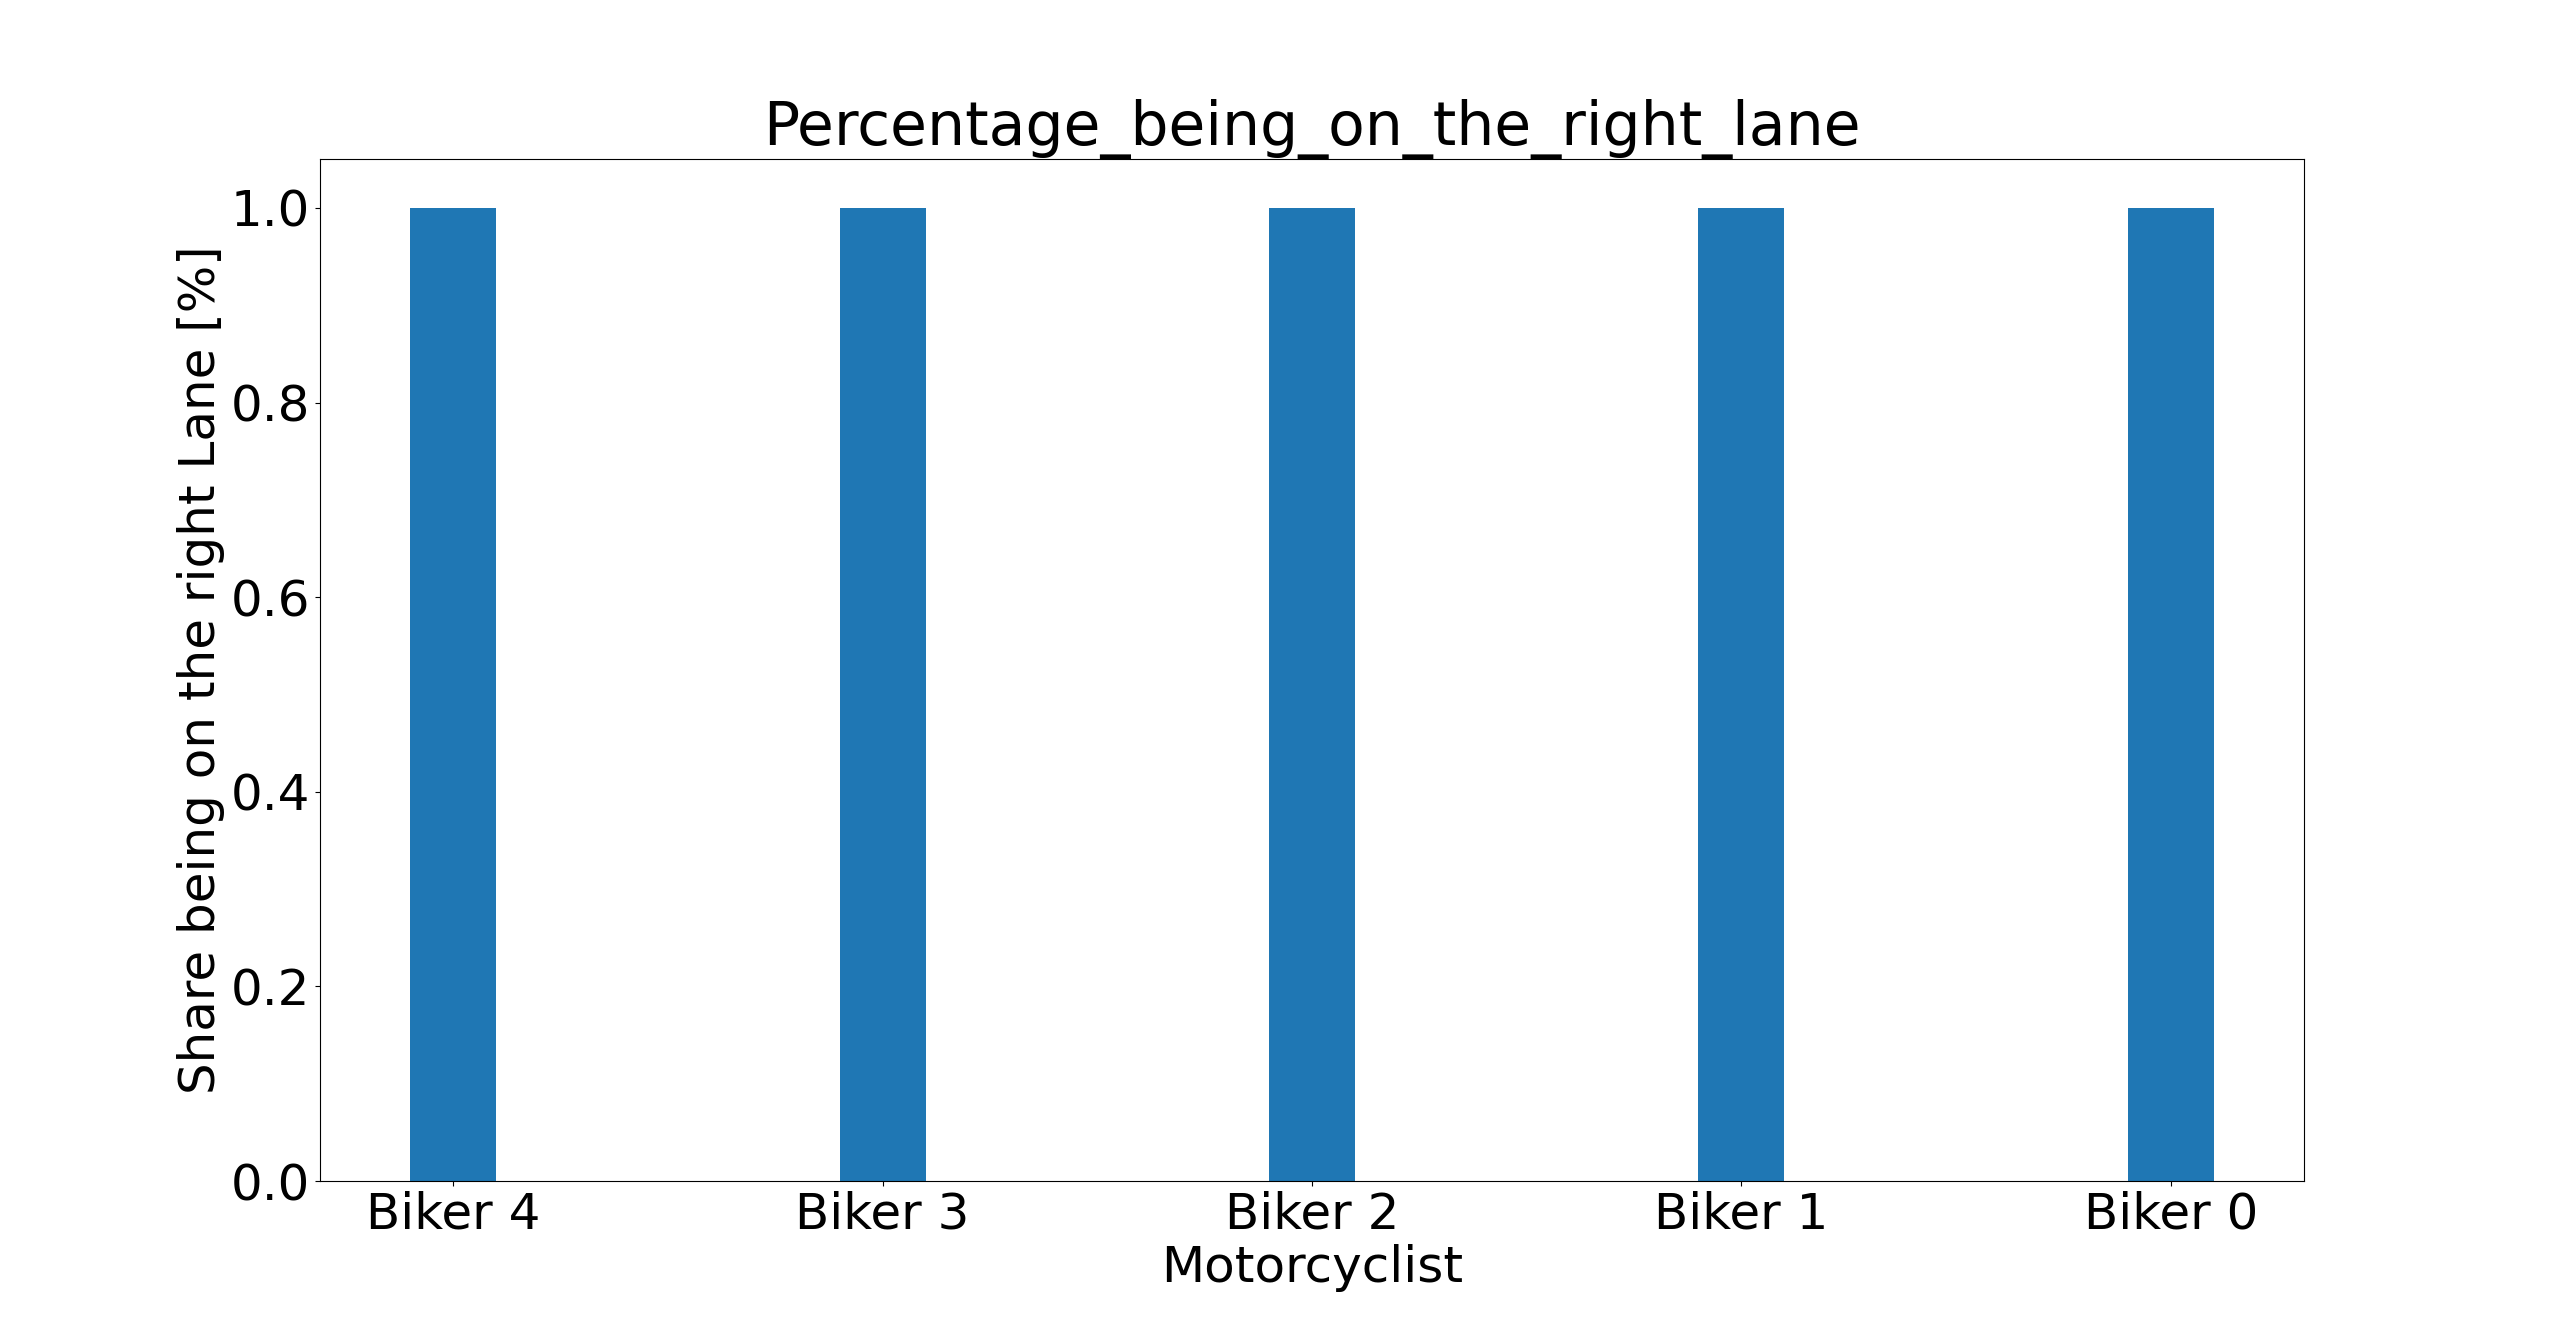 Percentage_being_on_the_right_lane
Share being on the right Lane [%]
1.0
0.8
0.6
0.4
0.2
0.0
Biker 4 Biker 3 Biker 2 Biker 1 Biker 0
Motorcyclist